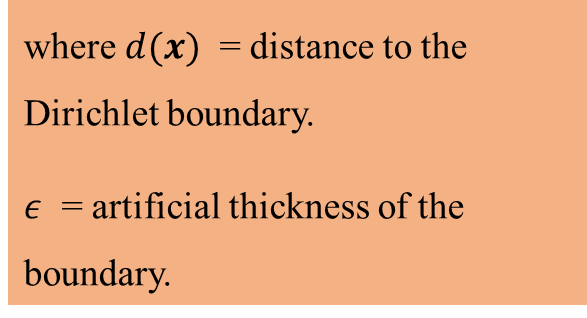 where 𝑑(𝒙) = distance to the
Dirichlet boundary.
𝜖 = artificial thickness of the
boundary.